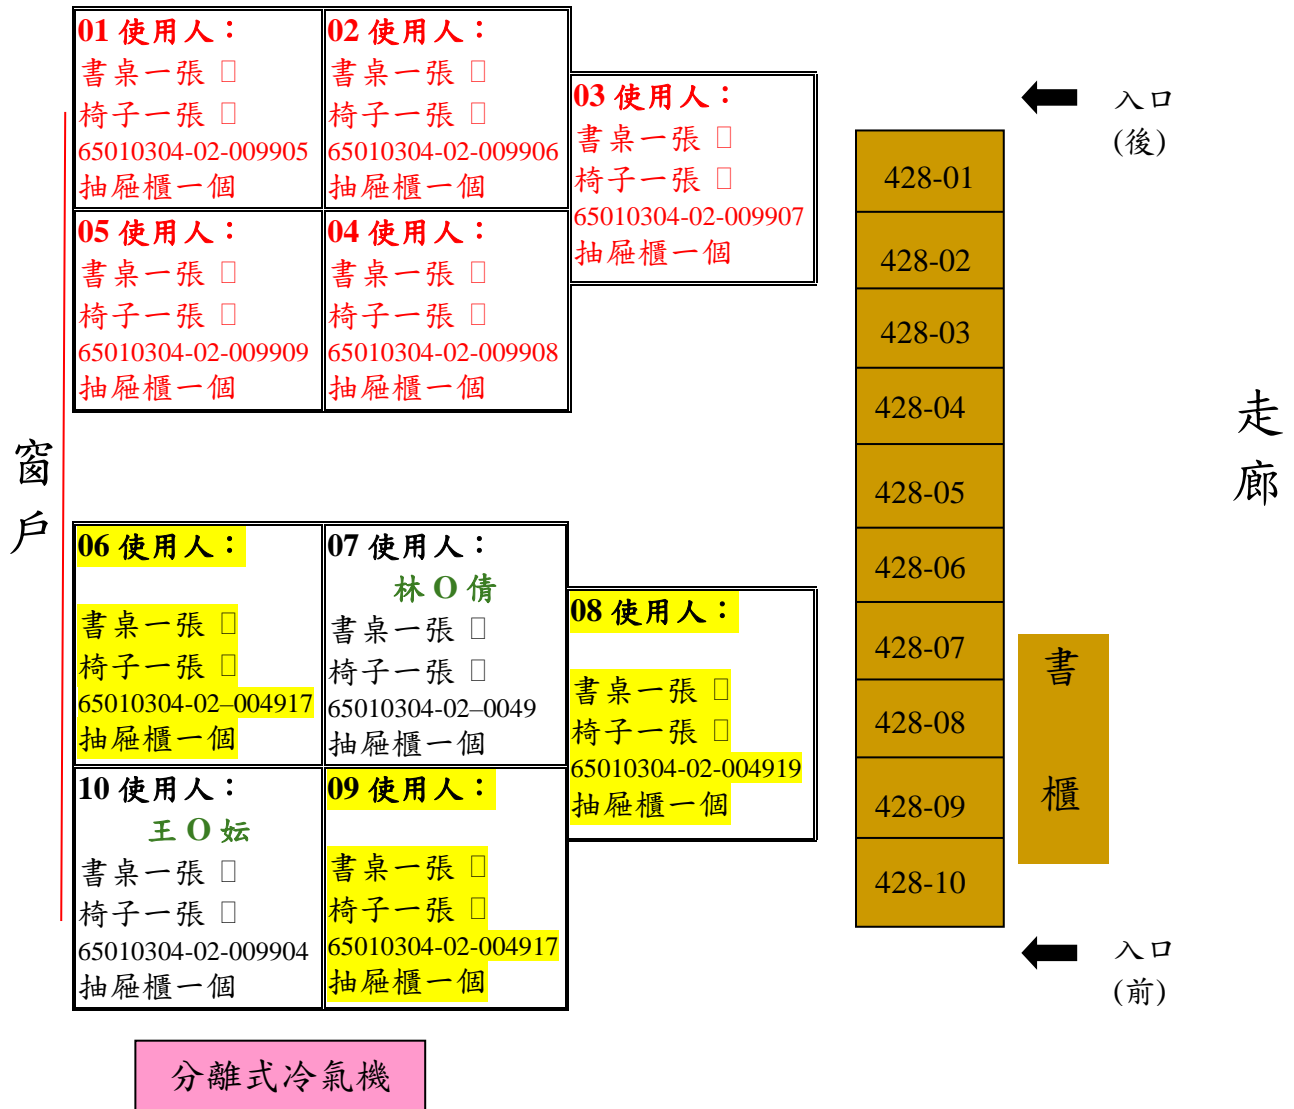 01 使用人：
書桌一張 □
椅子一張 □
65010304-02-009905
抽屜櫃一個
02 使用人：
書桌一張 □
椅子一張 □
65010304-02-009906
抽屜櫃一個
03 使用人：
書桌一張 □
椅子一張 □
65010304-02-009907
抽屜櫃一個
05 使用人：
書桌一張 □
椅子一張 □
65010304-02-009909
抽屜櫃一個
04 使用人：
書桌一張 □
椅子一張 □
65010304-02-009908
抽屜櫃一個
窗戶
06 使用人：
書桌一張 □
椅子一張 □
65010304-02–004917
抽屜櫃一個
07 使用人：
林 O 倩
書桌一張 □
椅子一張 □
65010304-02–0049
抽屜櫃一個
08 使用人：
書桌一張 □
椅子一張 □
65010304-02-004919
抽屜櫃一個
10 使用人：
王 O 妘
書桌一張 □
椅子一張 □
65010304-02-009904
抽屜櫃一個
09 使用人：
書桌一張 □
椅子一張 □
65010304-02-004917
抽屜櫃一個
分離式冷氣機
428-01
428-02
428-03
428-04
428-05
428-06
428-07
428-08
428-09
428-10
書櫃
入口
(後)
走廊
入口
(前)